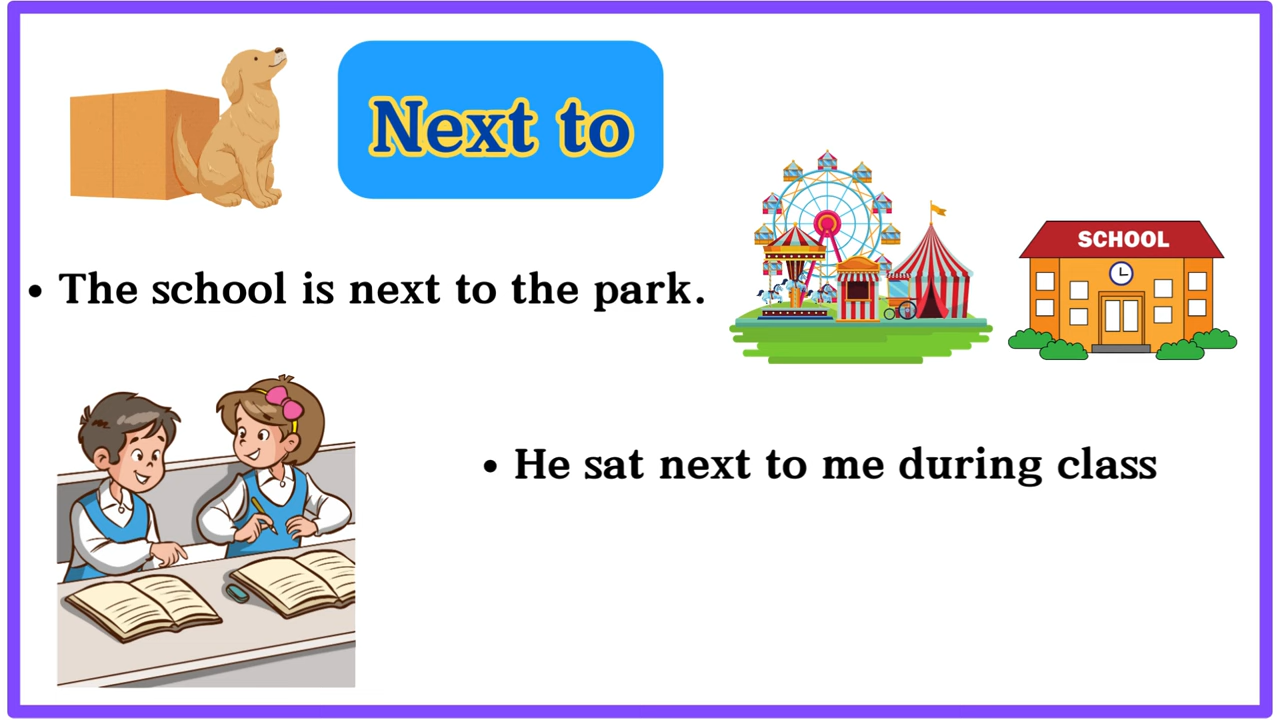 Next to
SCHOOL
• The school is next to the park.
• He sat next to me during class